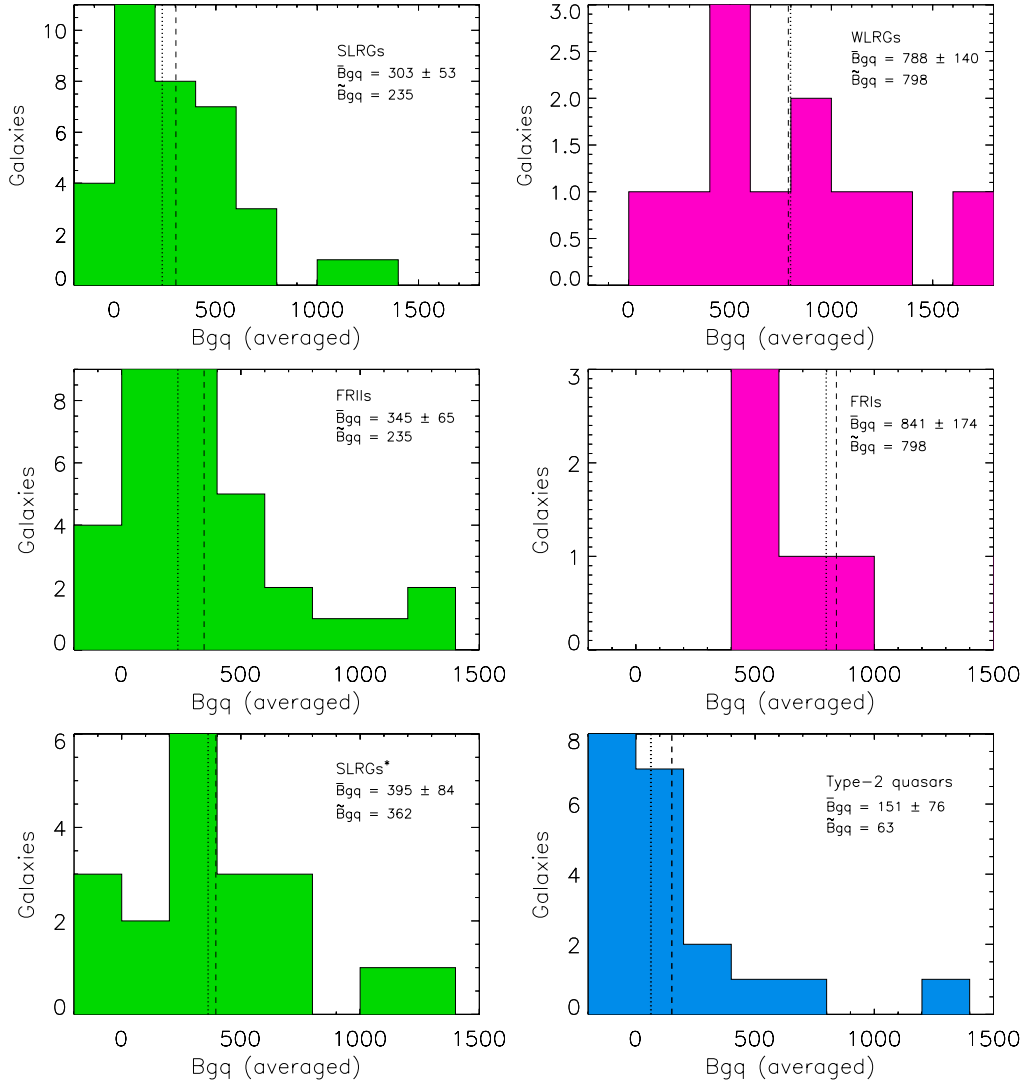 SLRGs
B̄gq = 303 ± 53
B̃gq = 235
Galaxies
0
2
4
6
8
10
0 500 1000 1500
Bgq (averaged)
WLRGs
B̄gq = 788 ± 140
B̃gq = 798
Galaxies
0.0
0.5
1.0
1.5
2.0
2.5
3.0
0 500 1000 1500
Bgq (averaged)
FRIIs
B̄gq = 345 ± 65
B̃gq = 235
Galaxies
0
2
4
6
8
0 500 1000 1500
Bgq (averaged)
FRIs
B̄gq = 841 ± 174
B̃gq = 798
Galaxies
0
1
2
3
0 500 1000 1500
Bgq (averaged)
SLRGs*
B̄gq = 395 ± 84
B̃gq = 362
Galaxies
0
2
4
6
0 500 1000 1500
Bgq (averaged)
Type-2 quasars
B̄gq = 151 ± 76
B̃gq = 63
Galaxies
0
2
4
6
8
0 500 1000 1500
Bgq (averaged)